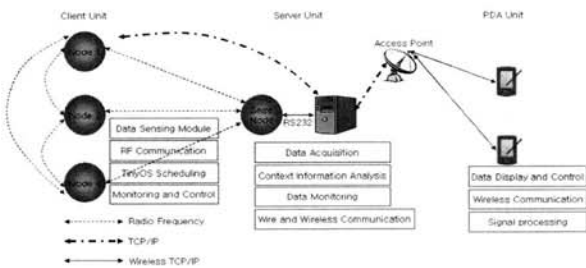 Client Unit
Server Unit
PDA Unit
Access Point
Node
Node
Node
Node
RS232
Data Sensing Module
RF Communication
TinyOS Scheduling
Monitoring and Control
Data Acquisition
Context Information Analysis
Data Monitoring
Wire and Wireless Communication
Data Display and Control
Wireless Communication
Signal processing
Radio Frequency
TCP/IP
Wireless TCP/IP